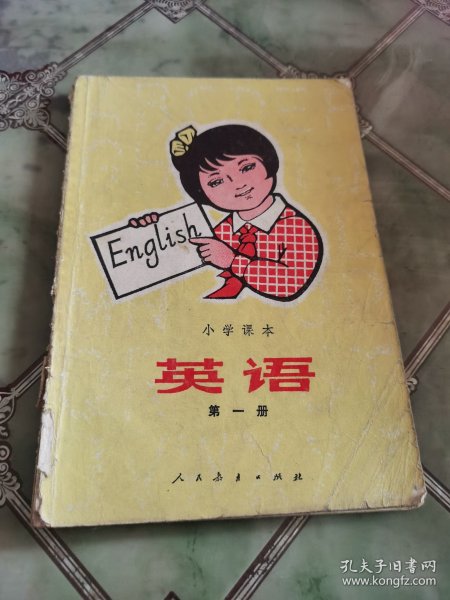 English
小学课本
英语
第一册
人民教育出版社
孔夫子旧书网
www.kongfz.com